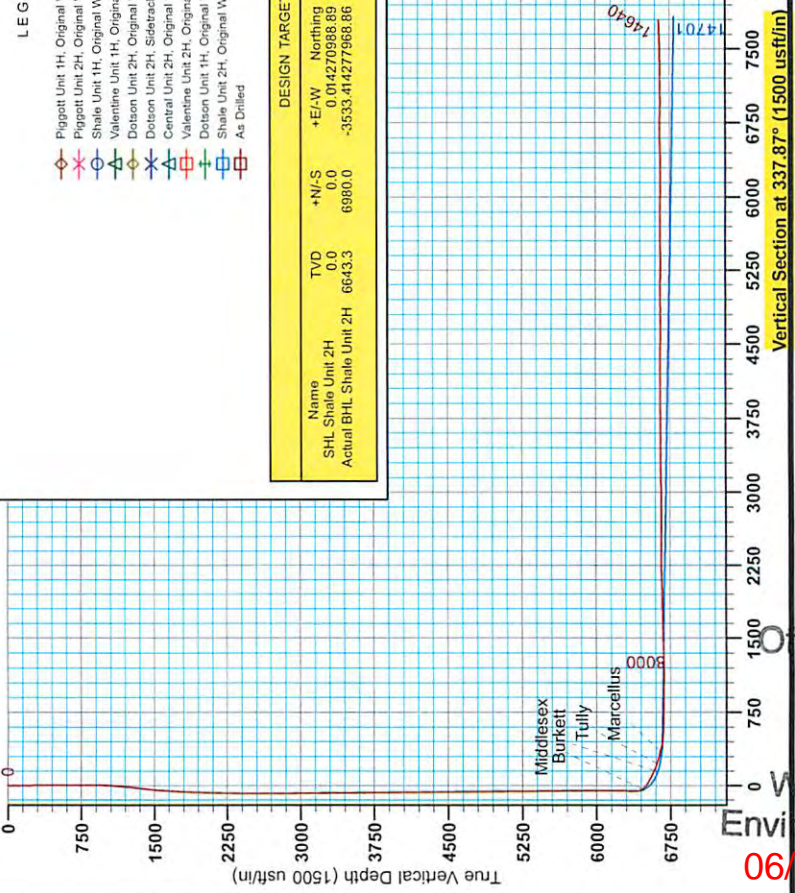 LEG
Piggott Unit 1H, Original
Piggott Unit 2H, Original
Shale Unit 1H, Original W
Valentine Unit 1H, Origina
Dotson Unit 2H, Original
Dotson Unit 2H, Sidetrack
Central Unit 2H, Original
Valentine Unit 2H, Origina
Dotson Unit 1H, Original
Shale Unit 2H, Original W
As Drilled
DESIGN TARGE
Name TVD +N/-S +E/-W Northing
SHL Shale Unit 2H 0.0 0.0 0.014270988.89
Actual BHL Shale Unit 2H 6643.3 6980.0 -3533.414277968.86
0
0
750
1500
2250
3000
3750
4500
5250
6000
6750
True Vertical Depth (1500 usft/in)
Middlesex
Burkett
Tully
Marcellus
8000
14640
14701
0 750 1500 2250 3000 3750 4500 5250 6000 6750 7500
Vertical Section at 337.87° (1500 usft/in)
Of
W
Envi
06/